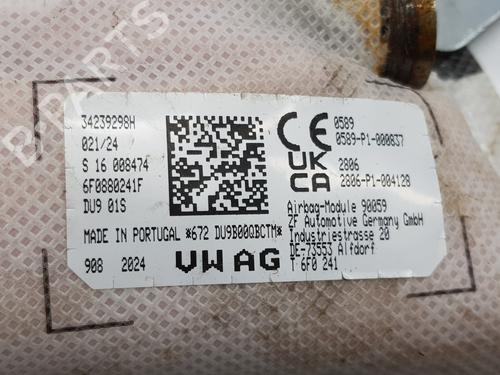 34239298H
021/24
S 16 008474
6F0880241F
DU9 01S
MADE IN PORTUGAL *672 DU9B00QBCTM*
908 2024
VW AG
CE
0589
0589-P1-000837
UK
CA
2806
2806-P1-004128
Airbag-Module 90059
ZF Automotive Germany GmbH
Industriestrasse 20
DE-73553 Alfdorf
T 6F0 241
B-PARTS